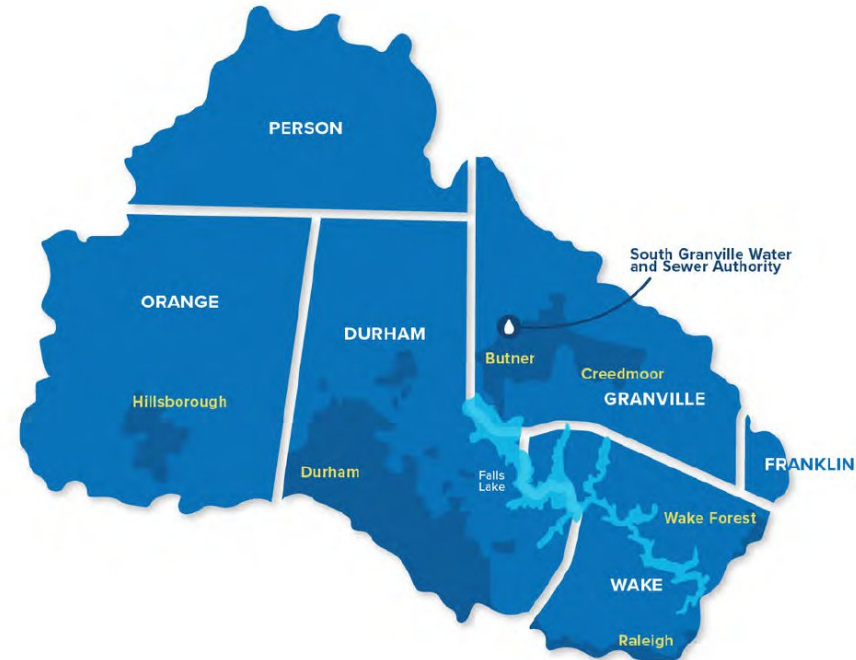 PERSON
South Granville Water
and Sewer Authority
ORANGE
DURHAM
Butner
Creedmoor
GRANVILLE
Hillsborough
Durham
Falls
Lake
FRANKLIN
Wake Forest
WAKE
Raleigh